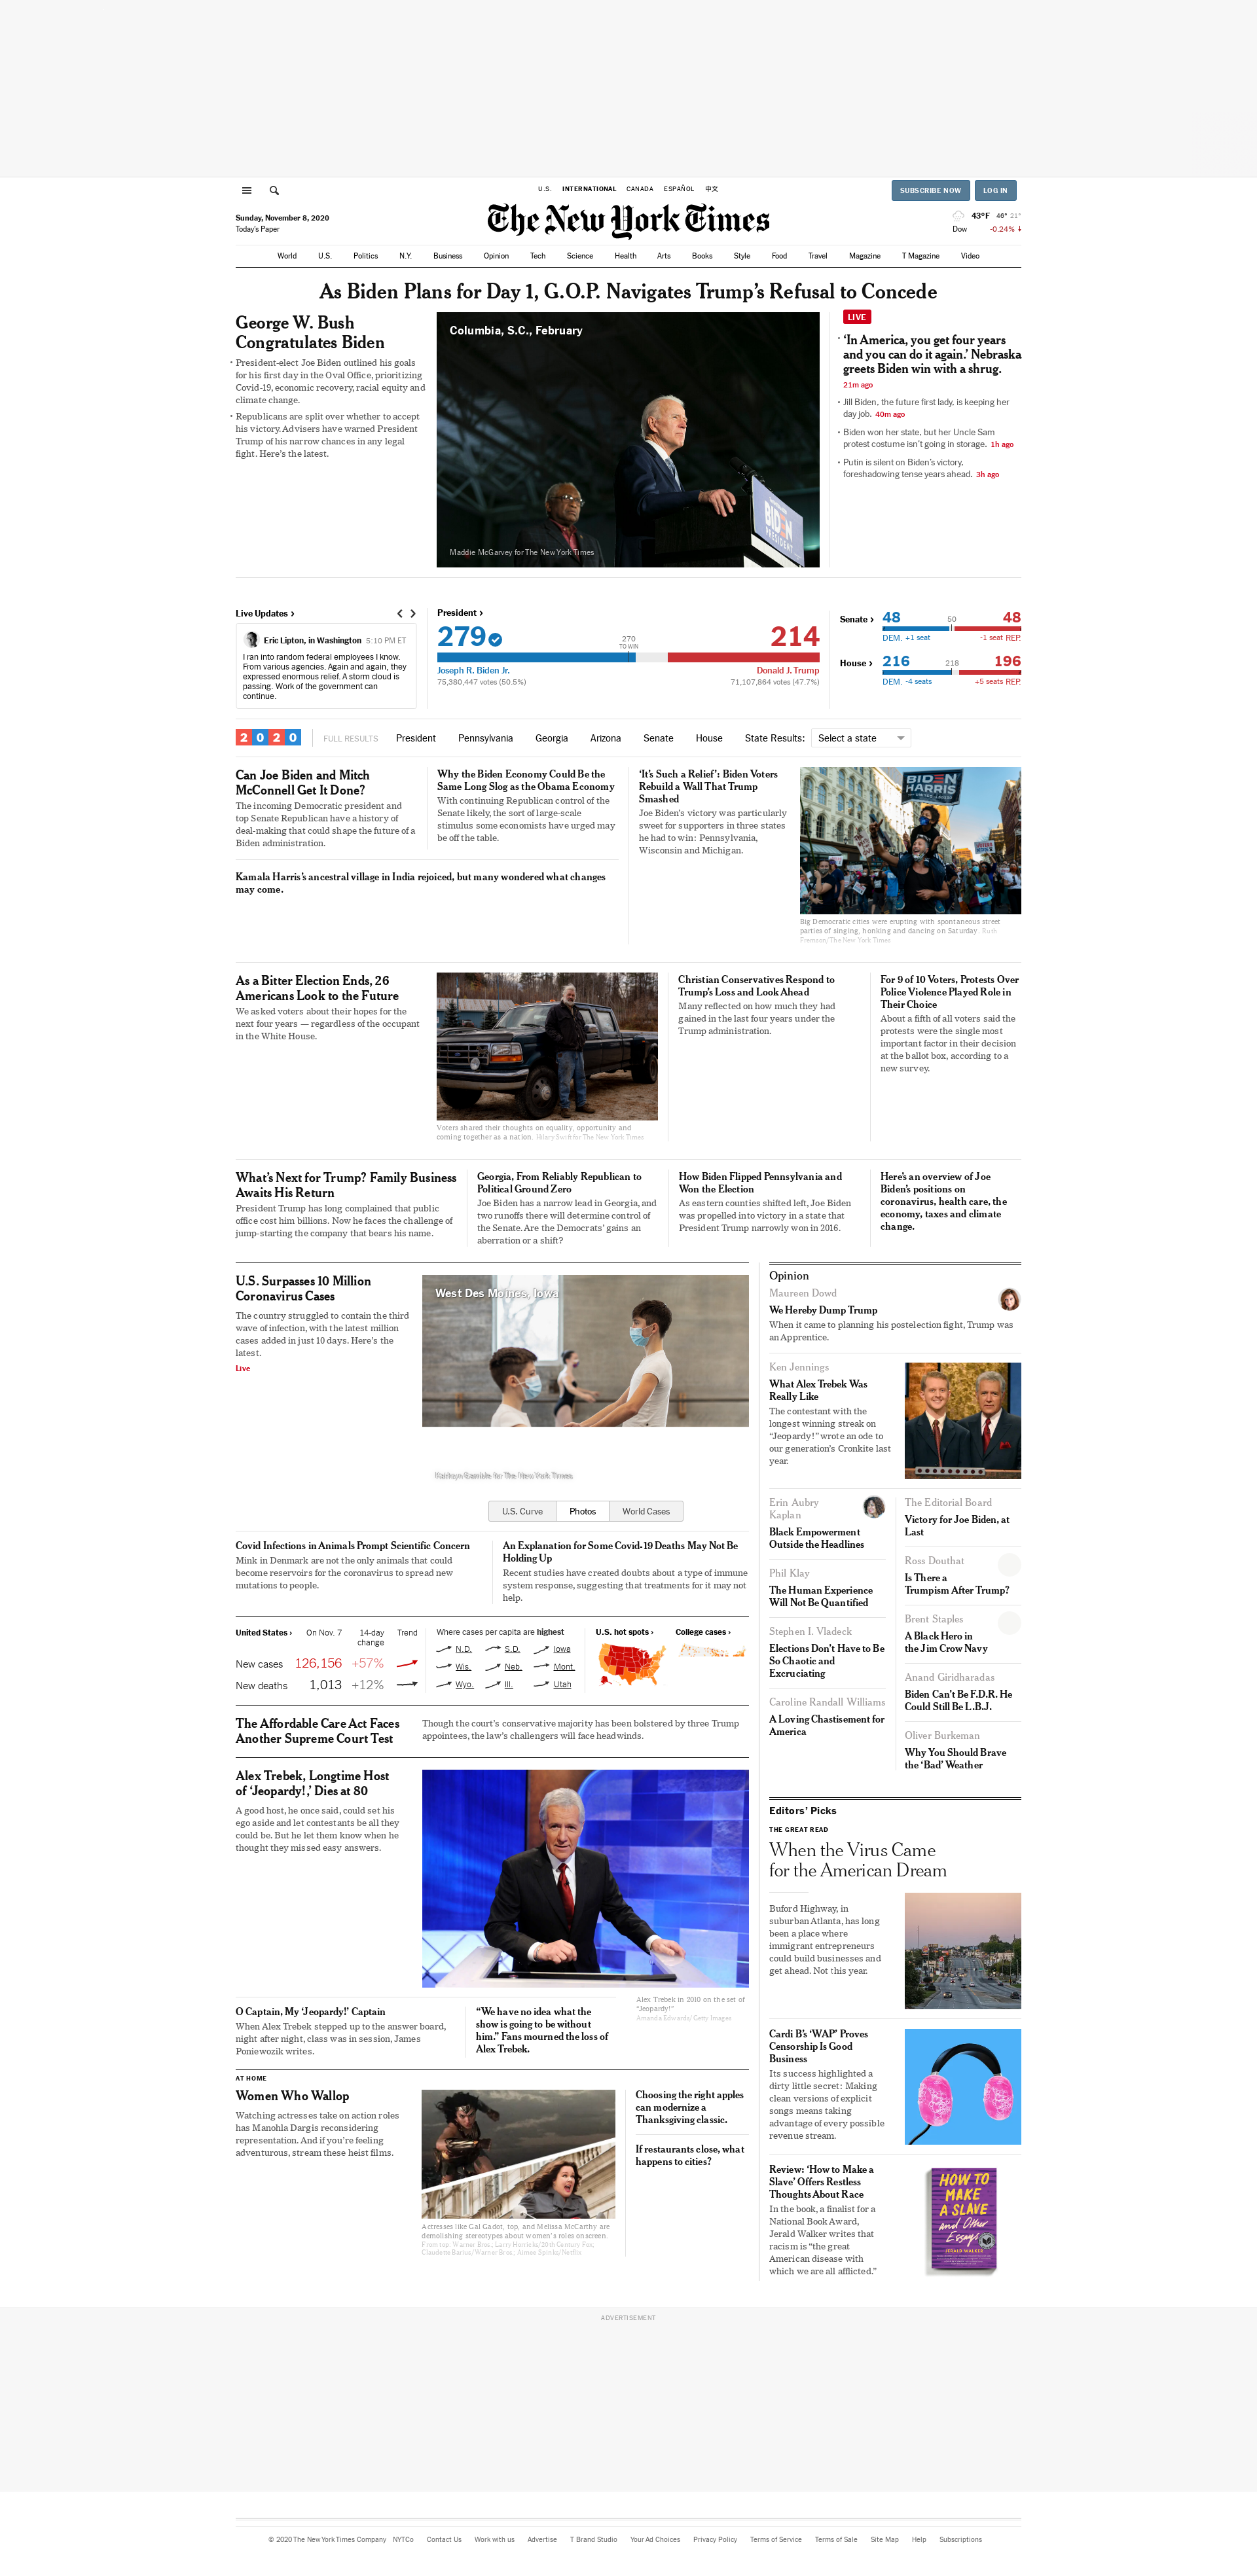 U.S. INTERNATIONAL CANADA ESPAÑOL 中文
SUBSCRIBE NOW LOG IN
Sunday, November 8, 2020
Today's Paper
The New York Times
43°F 46° 21°
Dow -0.24% ↓
World U.S. Politics N.Y. Business Opinion Tech Science Health Arts Books Style Food Travel Magazine T Magazine Video
As Biden Plans for Day 1, G.O.P. Navigates Trump's Refusal to Concede
George W. Bush
Congratulates Biden
• President-elect Joe Biden outlined his goals
for his first day in the Oval Office, prioritizing
Covid-19, economic recovery, racial equity and
climate change.
• Republicans are split over whether to accept
his victory. Advisers have warned President
Trump of his narrow chances in any legal
fight. Here's the latest.
Columbia, S.C., February
BIDEN
PRESIDENT
Maddie McGarvey for The New York Times
LIVE
• 'In America, you get four years
and you can do it again.' Nebraska
greets Biden win with a shrug.
21m ago
• Jill Biden, the future first lady, is keeping her
day job. 40m ago
• Biden won her state, but her Uncle Sam
protest costume isn't going in storage. 1h ago
• Putin is silent on Biden's victory,
foreshadowing tense years ahead. 3h ago
Live Updates ›
Eric Lipton, in Washington 5:10 PM ET
I ran into random federal employees I know.
From various agencies. Again and again, they
expressed enormous relief. A storm cloud is
passing. Work of the government can
continue.
President ›
279 270 214
TO WIN
Joseph R. Biden Jr. Donald J. Trump
75,380,447 votes (50.5%) 71,107,864 votes (47.7%)
Senate › 48 50 48
DEM. +1 seat -1 seat REP.
House › 216 218 196
DEM. -4 seats +5 seats REP.
2020 FULL RESULTS President Pennsylvania Georgia Arizona Senate House State Results: Select a state
Can Joe Biden and Mitch
McConnell Get It Done?
The incoming Democratic president and
top Senate Republican have a history of
deal-making that could shape the future of a
Biden administration.
Why the Biden Economy Could Be the
Same Long Slog as the Obama Economy
With continuing Republican control of the
Senate likely, the sort of large-scale
stimulus some economists have urged may
be off the table.
Kamala Harris's ancestral village in India rejoiced, but many wondered what changes
may come.
'It's Such a Relief': Biden Voters
Rebuild a Wall That Trump
Smashed
Joe Biden's victory was particularly
sweet for supporters in three states
he had to win: Pennsylvania,
Wisconsin and Michigan.
BIDEN
HARRIS
Big Democratic cities were erupting with spontaneous street
parties of singing, honking and dancing on Saturday. Ruth
Fremson/The New York Times
As a Bitter Election Ends, 26
Americans Look to the Future
We asked voters about their hopes for the
next four years — regardless of the occupant
in the White House.
Voters shared their thoughts on equality, opportunity and
coming together as a nation. Hilary Swift for The New York Times
Christian Conservatives Respond to
Trump's Loss and Look Ahead
Many reflected on how much they had
gained in the last four years under the
Trump administration.
For 9 of 10 Voters, Protests Over
Police Violence Played Role in
Their Choice
About a fifth of all voters said the
protests were the single most
important factor in their decision
at the ballot box, according to a
new survey.
What's Next for Trump? Family Business
Awaits His Return
President Trump has long complained that public
office cost him billions. Now he faces the challenge of
jump-starting the company that bears his name.
Georgia, From Reliably Republican to
Political Ground Zero
Joe Biden has a narrow lead in Georgia, and
two runoffs there will determine control of
the Senate. Are the Democrats' gains an
aberration or a shift?
How Biden Flipped Pennsylvania and
Won the Election
As eastern counties shifted left, Joe Biden
was propelled into victory in a state that
President Trump narrowly won in 2016.
Here's an overview of Joe
Biden's positions on
coronavirus, health care, the
economy, taxes and climate
change.
U.S. Surpasses 10 Million
Coronavirus Cases
The country struggled to contain the third
wave of infection, with the latest million
cases added in just 10 days. Here's the
latest.
Live
West Des Moines, Iowa
Kathryn Gamble for The New York Times
U.S. Curve Photos World Cases
Covid Infections in Animals Prompt Scientific Concern
Mink in Denmark are not the only animals that could
become reservoirs for the coronavirus to spread new
mutations to people.
An Explanation for Some Covid-19 Deaths May Not Be
Holding Up
Recent studies have created doubts about a type of immune
system response, suggesting that treatments for it may not
help.
United States › On Nov. 7 14-day Trend
change
New cases 126,156 +57%
New deaths 1,013 +12%
Where cases per capita are highest
N.D. S.D. Iowa
Wis. Neb. Mont.
Wyo. Ill. Utah
U.S. hot spots › College cases ›
The Affordable Care Act Faces
Another Supreme Court Test
Though the court's conservative majority has been bolstered by three Trump
appointees, the law's challengers will face headwinds.
Alex Trebek, Longtime Host
of 'Jeopardy!,' Dies at 80
A good host, he once said, could set his
ego aside and let contestants be all they
could be. But he let them know when he
thought they missed easy answers.
Alex Trebek in 2010 on the set of
"Jeopardy!"
Amanda Edwards/Getty Images
O Captain, My 'Jeopardy!' Captain
When Alex Trebek stepped up to the answer board,
night after night, class was in session, James
Poniewozik writes.
"We have no idea what the
show is going to be without
him." Fans mourned the loss of
Alex Trebek.
AT HOME
Women Who Wallop
Watching actresses take on action roles
has Manohla Dargis reconsidering
representation. And if you're feeling
adventurous, stream these heist films.
Actresses like Gal Gadot, top, and Melissa McCarthy are
demolishing stereotypes about women's roles onscreen.
From top: Warner Bros.; Larry Horricks/20th Century Fox;
Claudette Barius/Warner Bros.; Aimee Spinks/Netflix
Choosing the right apples
can modernize a
Thanksgiving classic.
If restaurants close, what
happens to cities?
Opinion
Maureen Dowd
We Hereby Dump Trump
When it came to planning his postelection fight, Trump was
an Apprentice.
Ken Jennings
What Alex Trebek Was
Really Like
The contestant with the
longest winning streak on
"Jeopardy!" wrote an ode to
our generation's Cronkite last
year.
Erin Aubry
Kaplan
Black Empowerment
Outside the Headlines
Phil Klay
The Human Experience
Will Not Be Quantified
Stephen I. Vladeck
Elections Don't Have to Be
So Chaotic and
Excruciating
Caroline Randall Williams
A Loving Chastisement for
America
The Editorial Board
Victory for Joe Biden, at
Last
Ross Douthat
Is There a
Trumpism After Trump?
Brent Staples
A Black Hero in
the Jim Crow Navy
Anand Giridharadas
Biden Can't Be F.D.R. He
Could Still Be L.B.J.
Oliver Burkeman
Why You Should Brave
the 'Bad' Weather
Editors' Picks
THE GREAT READ
When the Virus Came
for the American Dream
Buford Highway, in
suburban Atlanta, has long
been a place where
immigrant entrepreneurs
could build businesses and
get ahead. Not this year.
Cardi B's 'WAP' Proves
Censorship Is Good
Business
Its success highlighted a
dirty little secret: Making
clean versions of explicit
songs means taking
advantage of every possible
revenue stream.
Review: 'How to Make a
Slave' Offers Restless
Thoughts About Race
In the book, a finalist for a
National Book Award,
Jerald Walker writes that
racism is "the great
American disease with
which we are all afflicted."
HOW TO
MAKE
A SLAVE
and Other
Essays
JERALD WALKER
ADVERTISEMENT
© 2020 The New York Times Company NYTCo Contact Us Work with us Advertise T Brand Studio Your Ad Choices Privacy Policy Terms of Service Terms of Sale Site Map Help Subscriptions